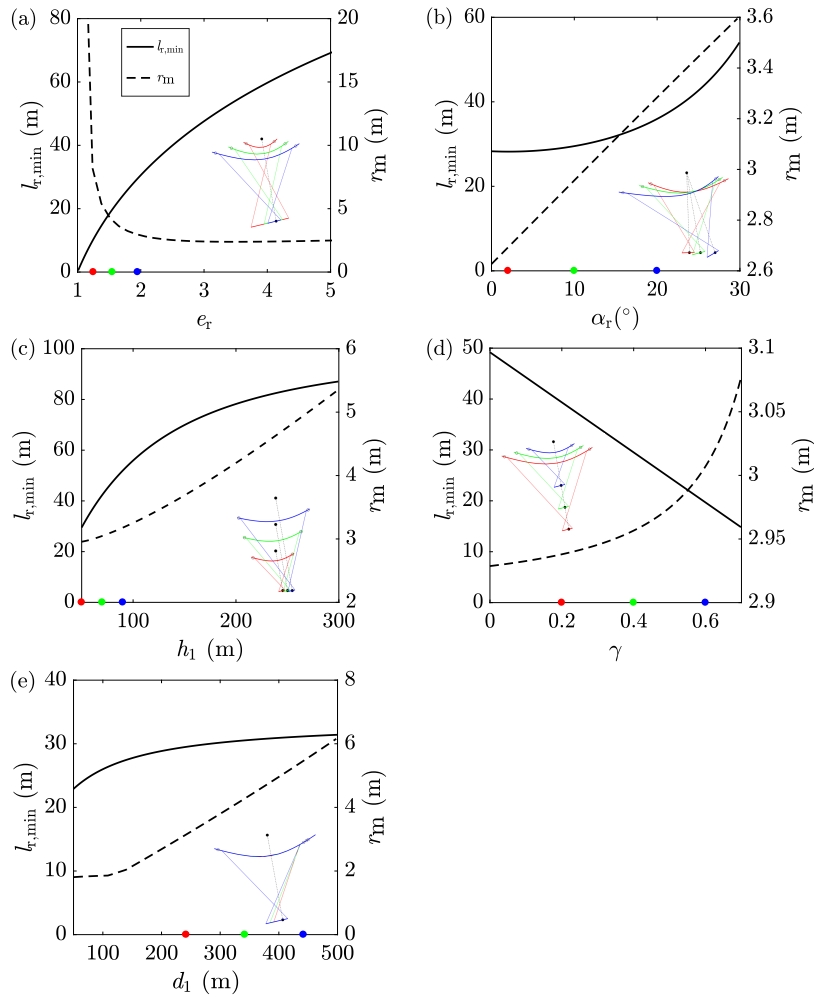 (a)
80
60
40
20
0
l_r,min (m)
20
15
10
5
0
r_m (m)
l_r,min
r_m
1 2 3 4 5
e_r
(b)
60
40
20
0
l_r,min (m)
3.6
3.4
3.2
3
2.8
2.6
r_m (m)
0 10 20 30
α_r(°)
(c)
100
80
60
40
20
0
l_r,min (m)
6
5
4
3
2
r_m (m)
100 200 300
h_1 (m)
(d)
50
40
30
20
10
0
l_r,min (m)
3.1
3.05
3
2.95
2.9
r_m (m)
0 0.2 0.4 0.6
γ
(e)
40
30
20
10
0
l_r,min (m)
8
6
4
2
0
r_m (m)
100 200 300 400 500
d_1 (m)